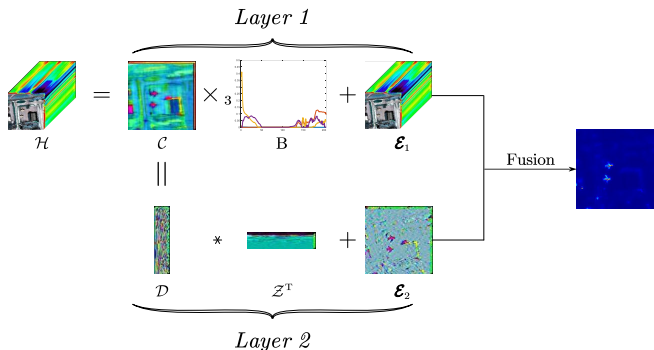 Layer 1
= × 3 +
ℋ 𝒞 B ℰ₁
||
Fusion
* +
𝒟 𝒵ᵀ ℰ₂
Layer 2